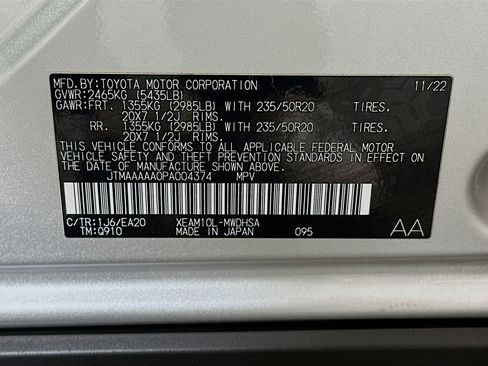 MFD. BY: TOYOTA MOTOR CORPORATION 11/22
GVWR: 2465KG (5435LB)
GAWR: FRT. 1355KG (2985LB) WITH 235/50R20 TIRES.
20X7 1/2J RIMS.
RR. 1355KG (2985LB) WITH 235/50R20 TIRES.
20X7 1/2J RIMS.
THIS VEHICLE CONFORMS TO ALL APPLICABLE FEDERAL MOTOR
VEHICLE SAFETY AND THEFT PREVENTION STANDARDS IN EFFECT
ON THE DATE OF MANUFACTURE SHOWN ABOVE.
JTMAAAAA0PA004374 MPV
C/TR: 1J6/EA20 XEAM10L-MWDHSA
TM: Q910 MADE IN JAPAN 095 AA